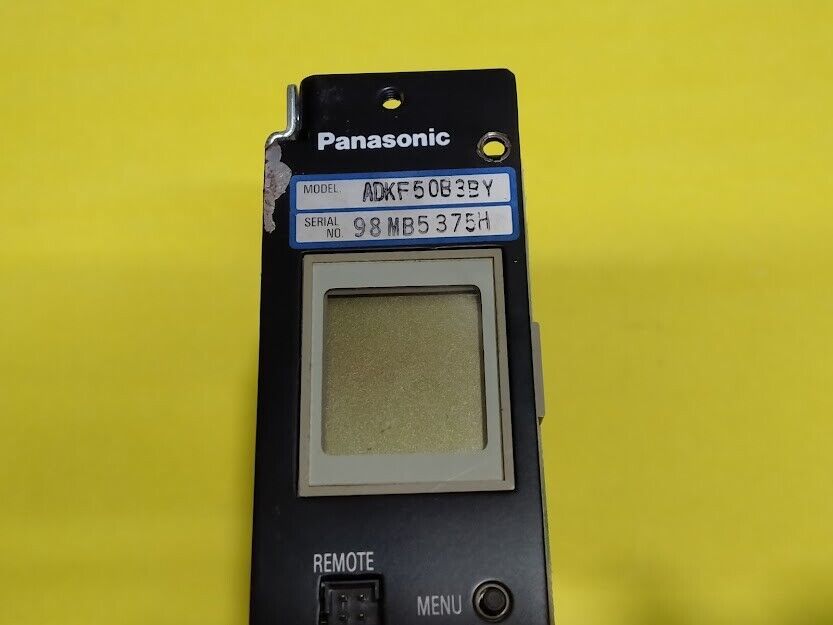 Panasonic
MODEL ADKF50B3BY
SERIAL NO. 98MB5375H
REMOTE
MENU